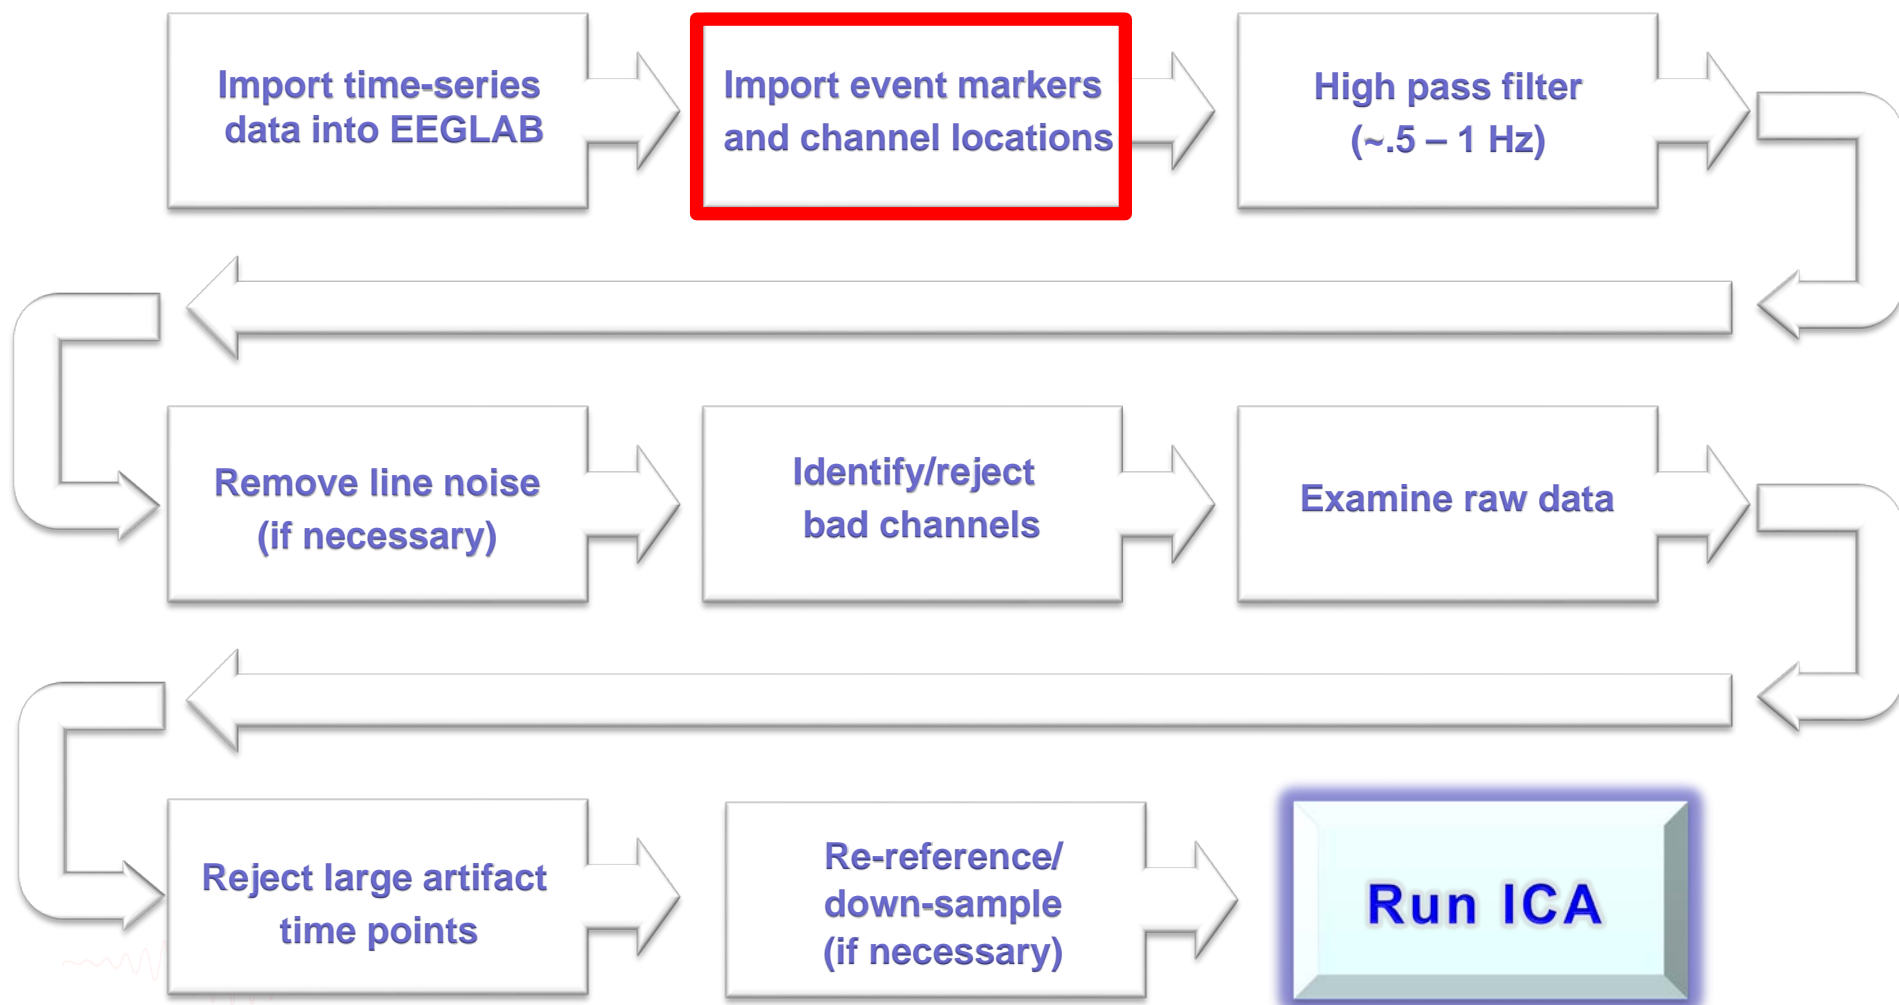 Import time-series
data into EEGLAB
Import event markers
and channel locations
High pass filter
(~.5 – 1 Hz)
Remove line noise
(if necessary)
Identify/reject
bad channels
Examine raw data
Reject large artifact
time points
Re-reference/
down-sample
(if necessary)
Run ICA